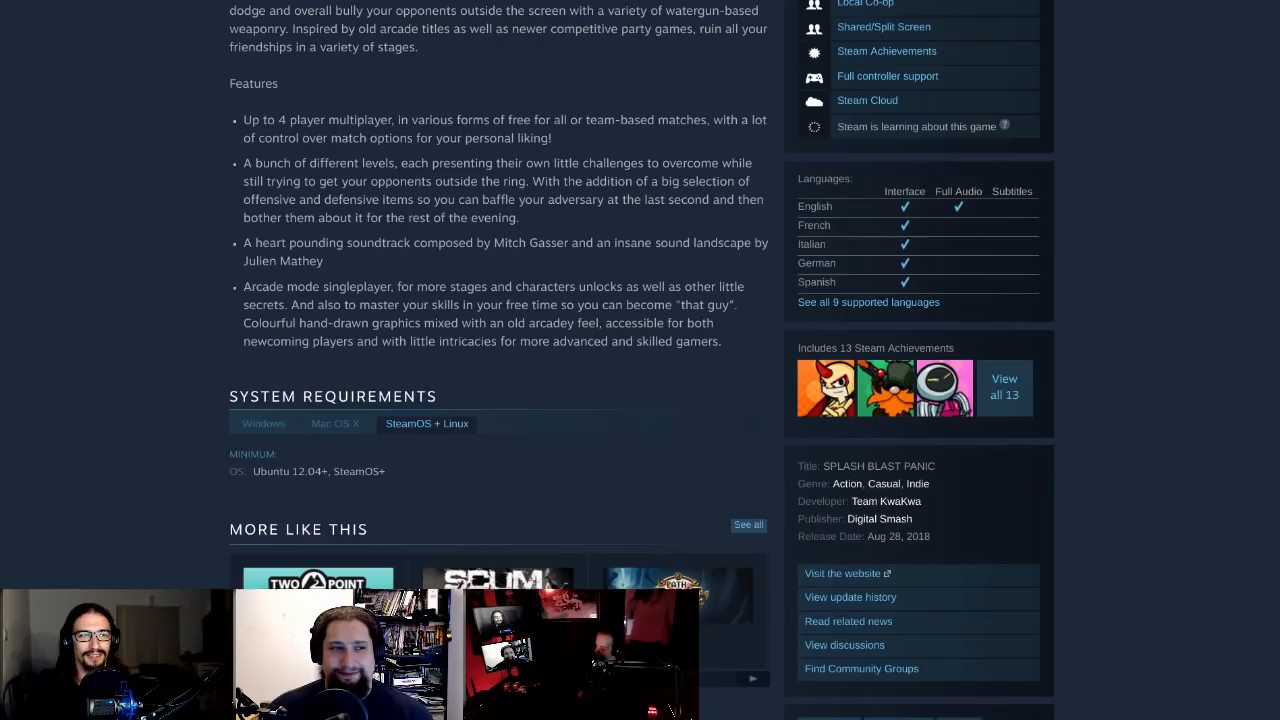 dodge and overall bully your opponents outside the screen with a variety of watergun-based
weaponry. Inspired by old arcade titles as well as newer competitive party games, ruin all your
friendships in a variety of stages.
Features
Up to 4 player multiplayer, in various forms of free for all or team-based matches, with a lot
of control over match options for your personal liking!
A bunch of different levels, each presenting their own little challenges to overcome while
still trying to get your opponents outside the ring. With the addition of a big selection of
offensive and defensive items so you can baffle your adversary at the last second and then
bother them about it for the rest of the evening.
A heart pounding soundtrack composed by Mitch Gasser and an insane sound landscape by
Julien Mathey
Arcade mode singleplayer, for more stages and characters unlocks as well as other little
secrets. And also to master your skills in your free time so you can become "that guy".
Colourful hand-drawn graphics mixed with an old arcadey feel, accessible for both
newcoming players and with little intricacies for more advanced and skilled gamers.
SYSTEM REQUIREMENTS
Windows Mac OS X SteamOS + Linux
MINIMUM:
OS: Ubuntu 12.04+, SteamOS+
MORE LIKE THIS See all
TWO POINT SCUM PATH
Local Co-op
Shared/Split Screen
Steam Achievements
Full controller support
Steam Cloud
Steam is learning about this game ?
Languages:
Interface Full Audio Subtitles
English ✔ ✔
French ✔
Italian ✔
German ✔
Spanish ✔
See all 9 supported languages
Includes 13 Steam Achievements
View
all 13
Title: SPLASH BLAST PANIC
Genre: Action, Casual, Indie
Developer: Team KwaKwa
Publisher: Digital Smash
Release Date: Aug 28, 2018
Visit the website
View update history
Read related news
View discussions
Find Community Groups